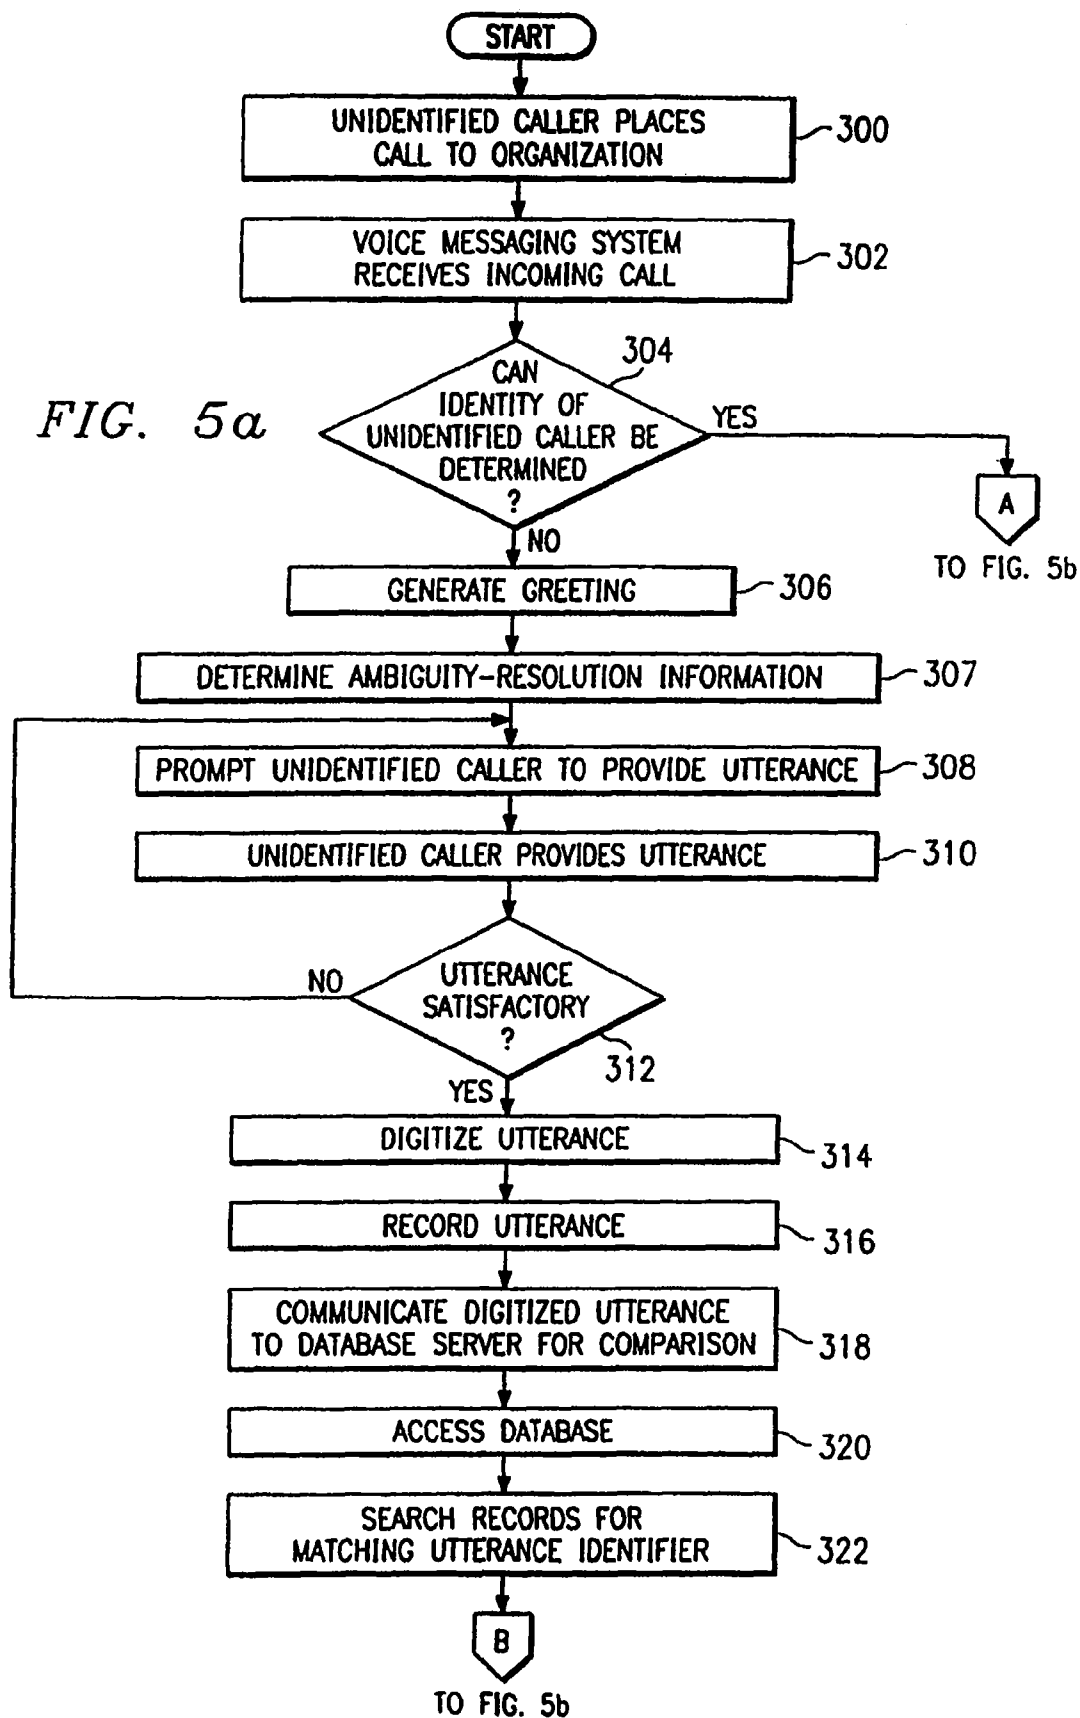 START
UNIDENTIFIED CALLER PLACES
CALL TO ORGANIZATION
300
VOICE MESSAGING SYSTEM
RECEIVES INCOMING CALL
302
304
CAN
IDENTITY OF
UNIDENTIFIED CALLER BE
DETERMINED
?
FIG. 5a
YES
A
TO FIG. 5b
NO
GENERATE GREETING
306
DETERMINE AMBIGUITY-RESOLUTION INFORMATION
307
PROMPT UNIDENTIFIED CALLER TO PROVIDE UTTERANCE
308
UNIDENTIFIED CALLER PROVIDES UTTERANCE
310
NO
UTTERANCE
SATISFACTORY
?
312
YES
DIGITIZE UTTERANCE
314
RECORD UTTERANCE
316
COMMUNICATE DIGITIZED UTTERANCE
TO DATABASE SERVER FOR COMPARISON
318
ACCESS DATABASE
320
SEARCH RECORDS FOR
MATCHING UTTERANCE IDENTIFIER
322
B
TO FIG. 5b